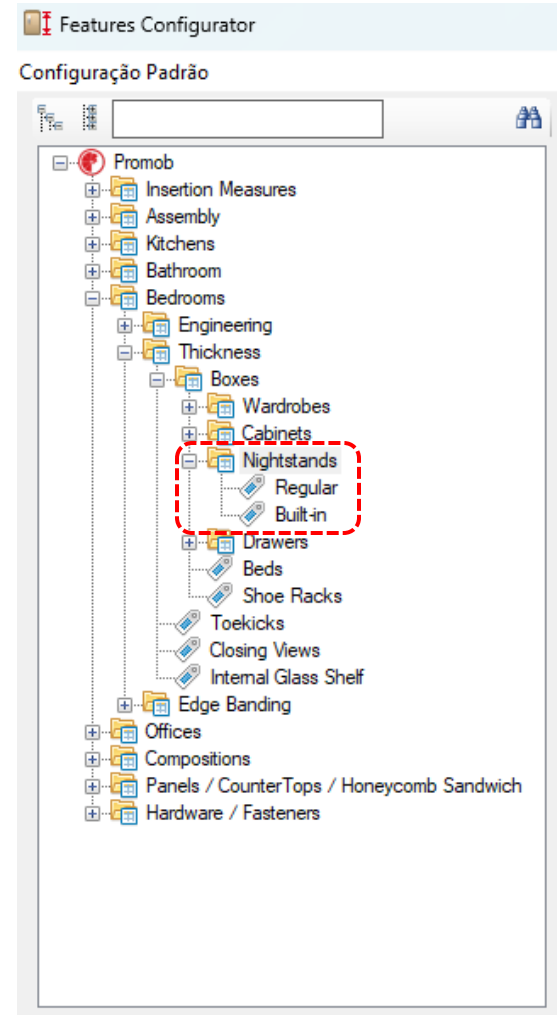 Features Configurator
Configuração Padrão
Promob
Insertion Measures
Assembly
Kitchens
Bathroom
Bedrooms
Engineering
Thickness
Boxes
Wardrobes
Cabinets
Nightstands
Regular
Built-in
Drawers
Beds
Shoe Racks
Toekicks
Closing Views
Internal Glass Shelf
Edge Banding
Offices
Compositions
Panels / CounterTops / Honeycomb Sandwich
Hardware / Fasteners